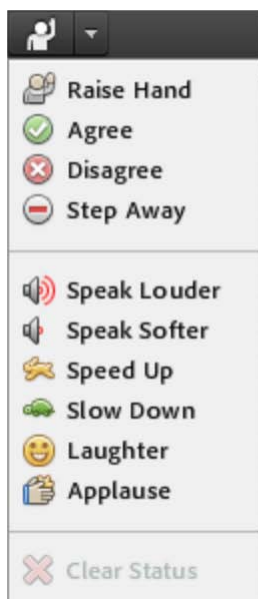 Raise Hand
Agree
Disagree
Step Away
Speak Louder
Speak Softer
Speed Up
Slow Down
Laughter
Applause
Clear Status